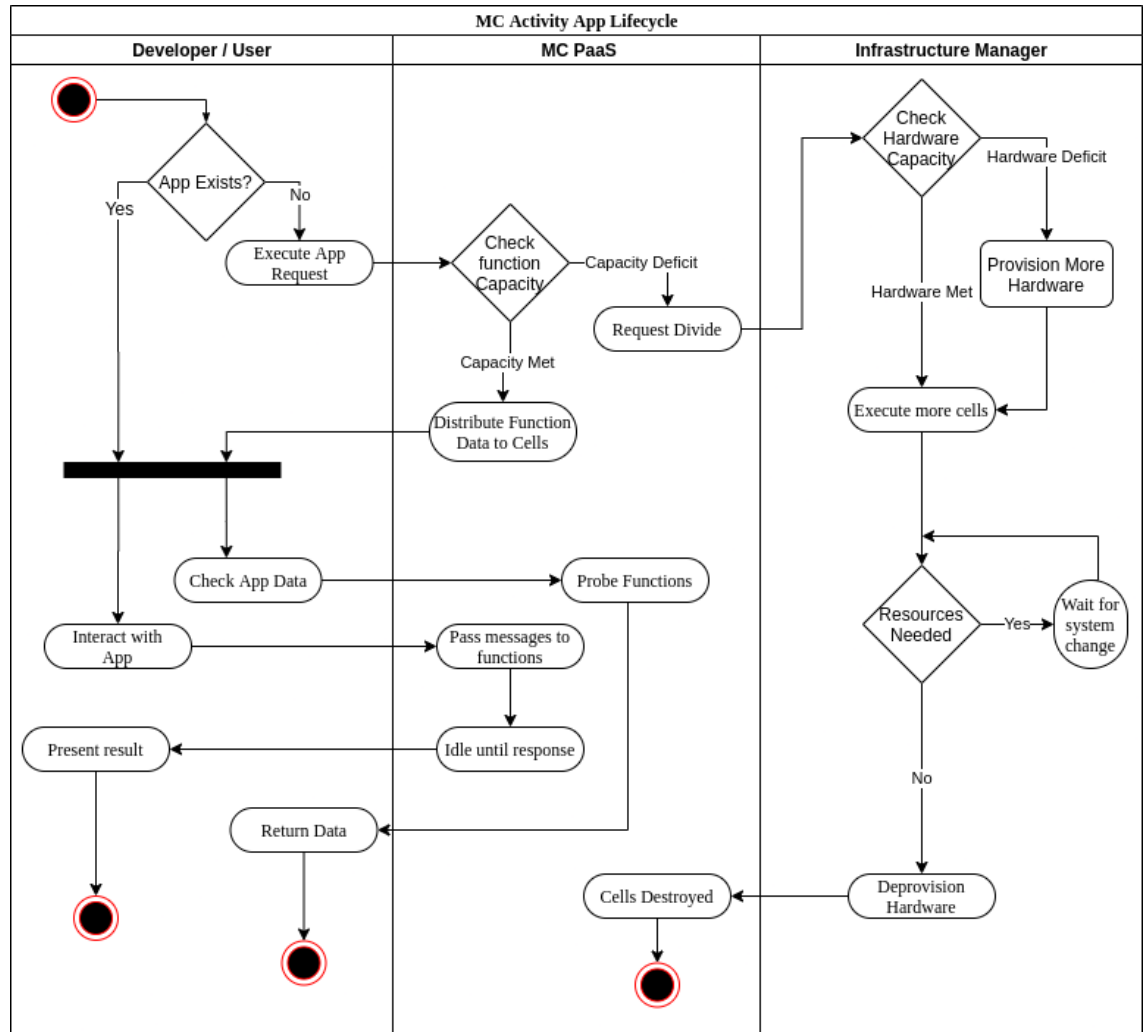 MC Activity App Lifecycle
Developer / User
MC PaaS
Infrastructure Manager
App Exists?
Yes
No
Execute App
Request
Check
function
Capacity
Capacity Deficit
Request Divide
Capacity Met
Distribute Function
Data to Cells
Check
Hardware
Capacity
Hardware Deficit
Provision More
Hardware
Hardware Met
Execute more cells
Check App Data
Probe Functions
Interact with
App
Pass messages to
functions
Resources
Needed
Yes
Wait for
system
change
Present result
Idle until response
No
Return Data
Cells Destroyed
Deprovision
Hardware